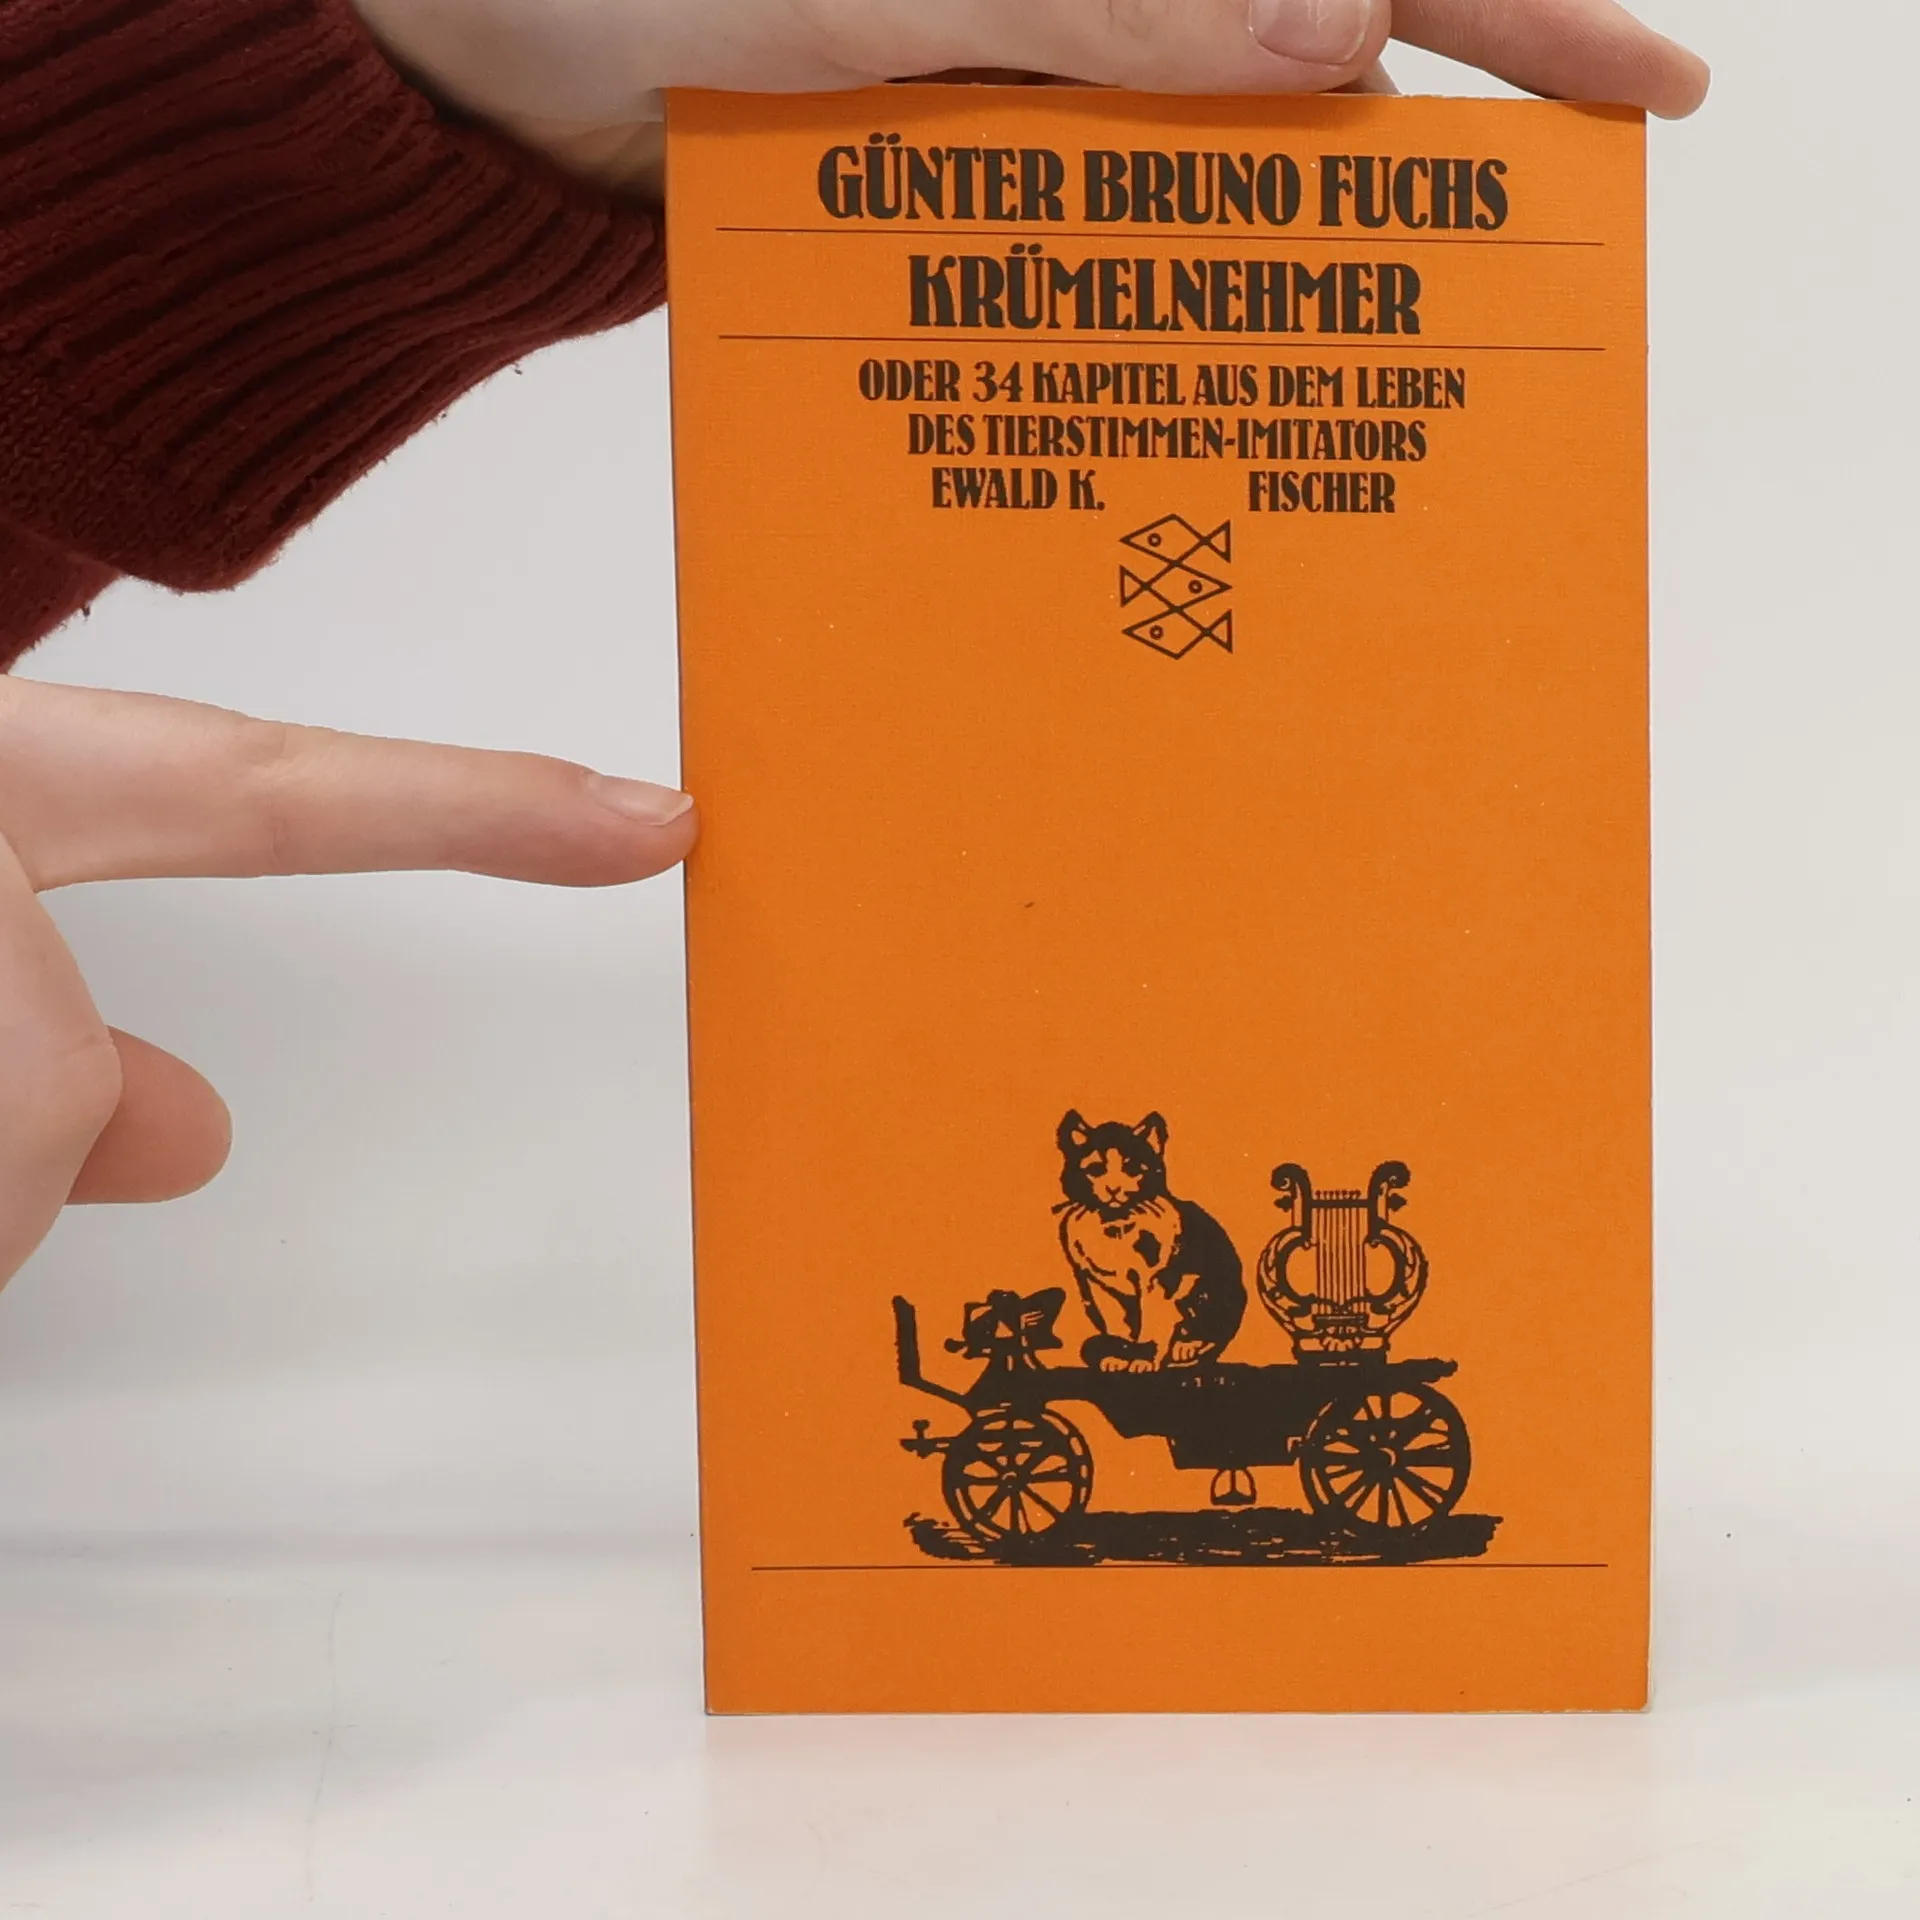 GÜNTER BRUNO FUCHS
KRÜMELNEHMER
ODER 34 KAPITEL AUS DEM LEBEN
DES TIERSTIMMEN-IMITATORS
EWALD K. FISCHER